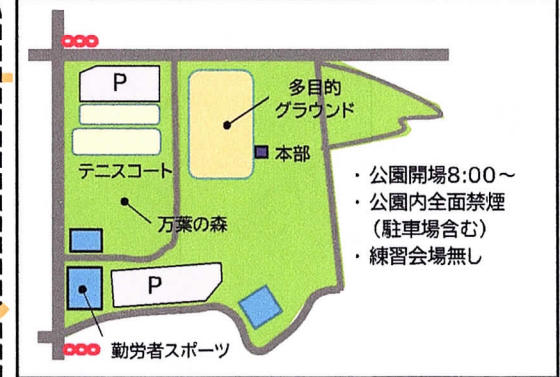 P
多目的
グラウンド
本部
テニスコート
万葉の森
P
勤労者スポーツ
・公園開場8:00～
・公園内全面禁煙
（駐車場含む）
・練習会場無し